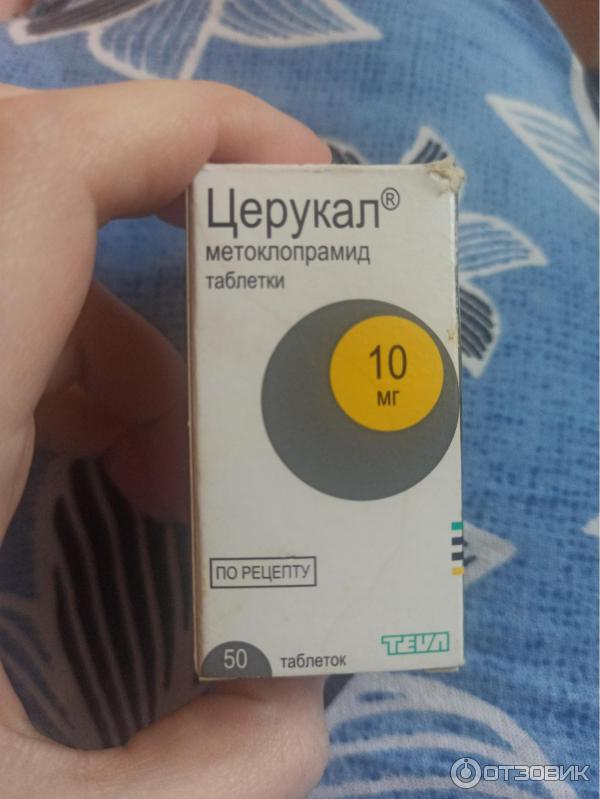 Церукал®
метоклопрамид
таблетки
10
мг
ПО РЕЦЕПТУ
50 таблеток
TEVA
ОТЗОВИК